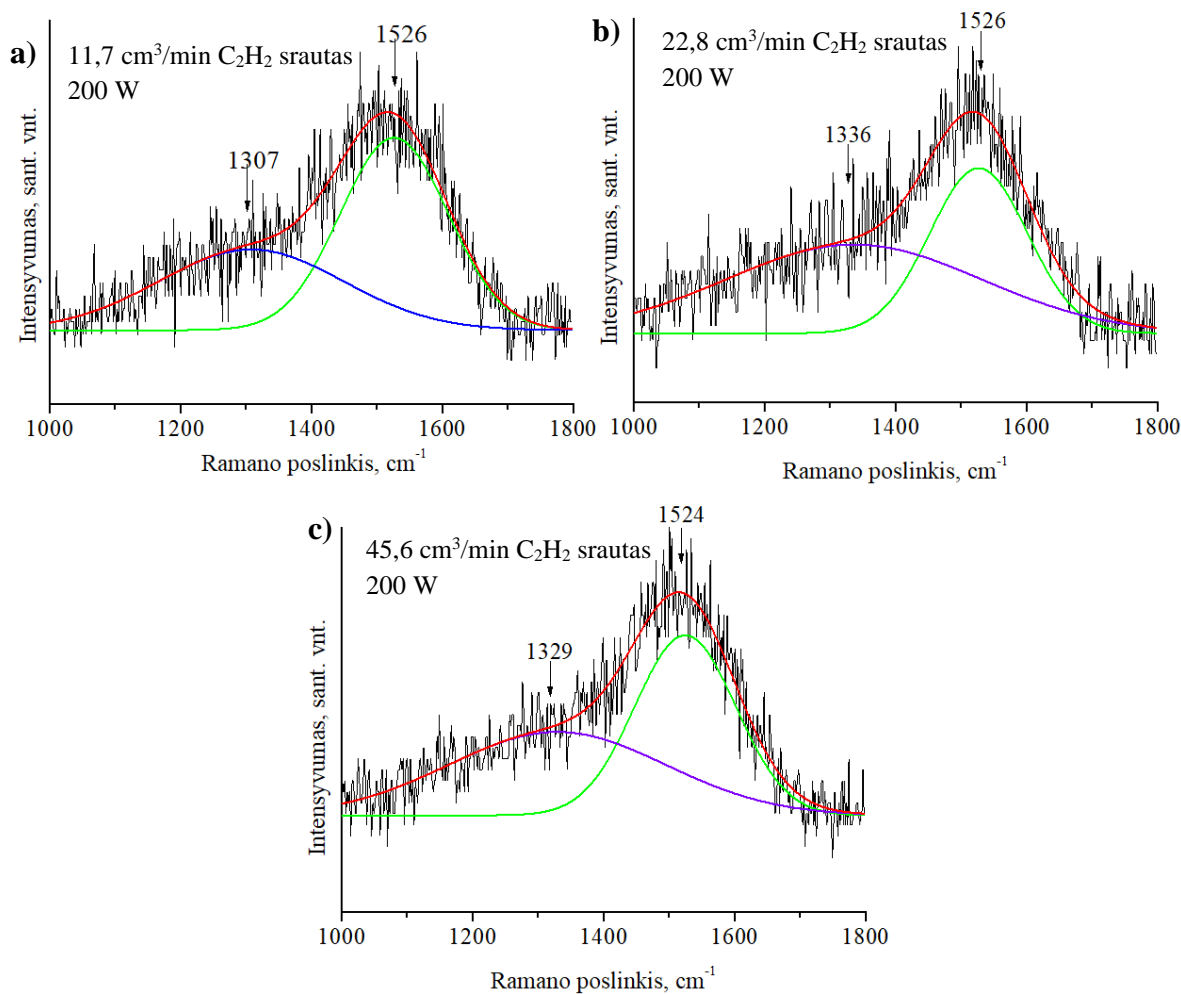 a)
11,7 cm³/min C₂H₂ srautas
200 W
1526
1307
Intensyvumas, sant. vnt.
1000 1200 1400 1600 1800
Ramano poslinkis, cm⁻¹
b)
22,8 cm³/min C₂H₂ srautas
200 W
1526
1336
Intensyvumas, sant. vnt.
1000 1200 1400 1600 1800
Ramano poslinkis, cm⁻¹
c)
45,6 cm³/min C₂H₂ srautas
200 W
1524
1329
Intensyvumas, sant. vnt.
1000 1200 1400 1600 1800
Ramano poslinkis, cm⁻¹